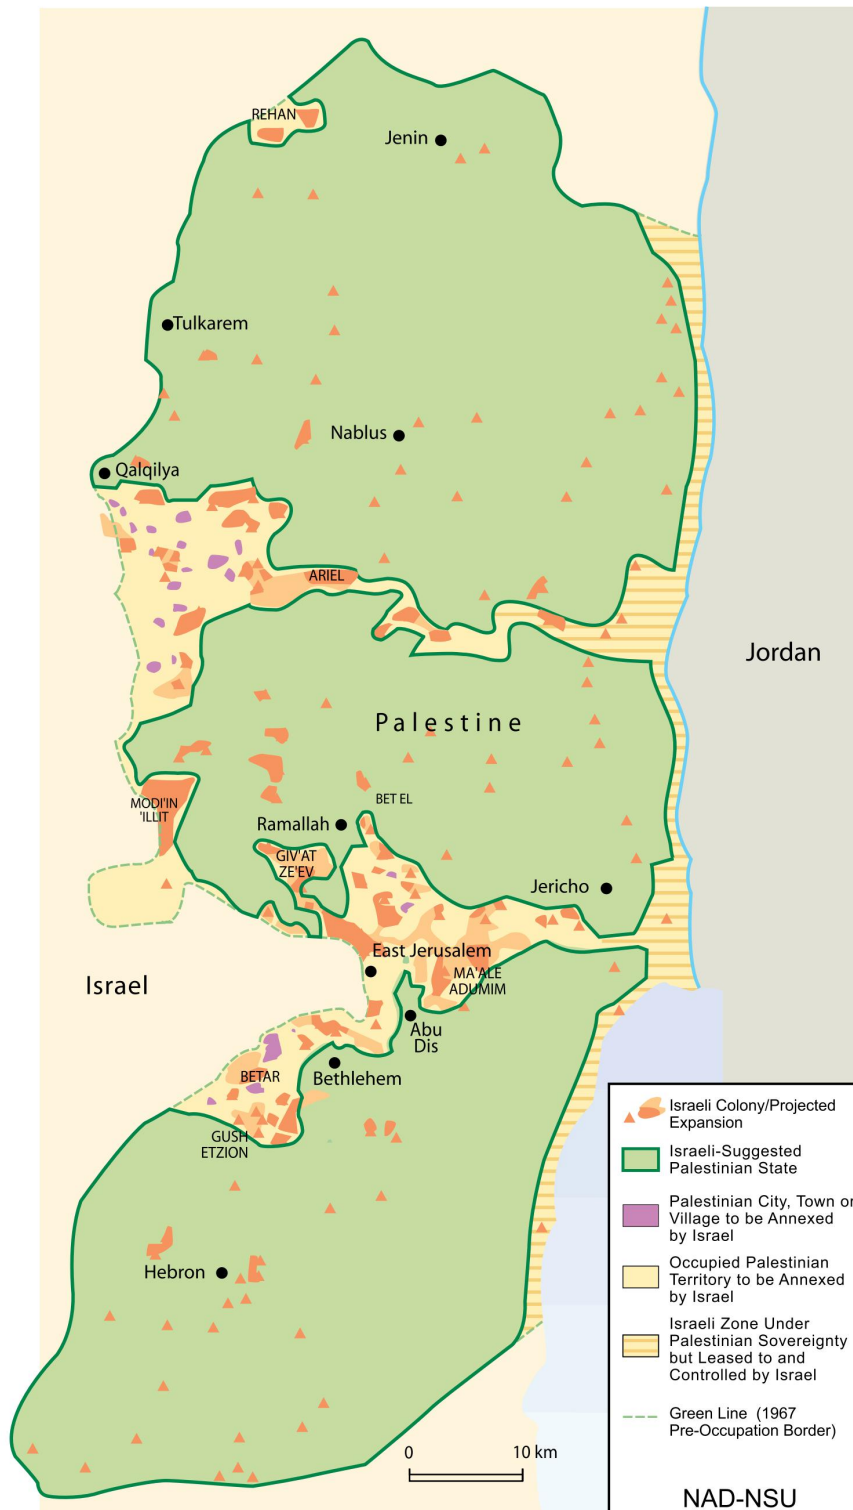 REHAN
Jenin
Tulkarem
Nablus
Qalqilya
ARIEL
Jordan
Palestine
MODI'IN
'ILLIT
BET EL
Ramallah
GIV'AT
ZE'EV
Jericho
East Jerusalem
Israel
MA'ALE
ADUMIM
Abu
Dis
BETAR
Bethlehem
GUSH
ETZION
Hebron
0 10 km
Israeli Colony/Projected
Expansion
Israeli-Suggested
Palestinian State
Palestinian City, Town or
Village to be Annexed
by Israel
Occupied Palestinian
Territory to be Annexed
by Israel
Israeli Zone Under
Palestinian Sovereignty
but Leased to and
Controlled by Israel
Green Line (1967
Pre-Occupation Border)
NAD-NSU